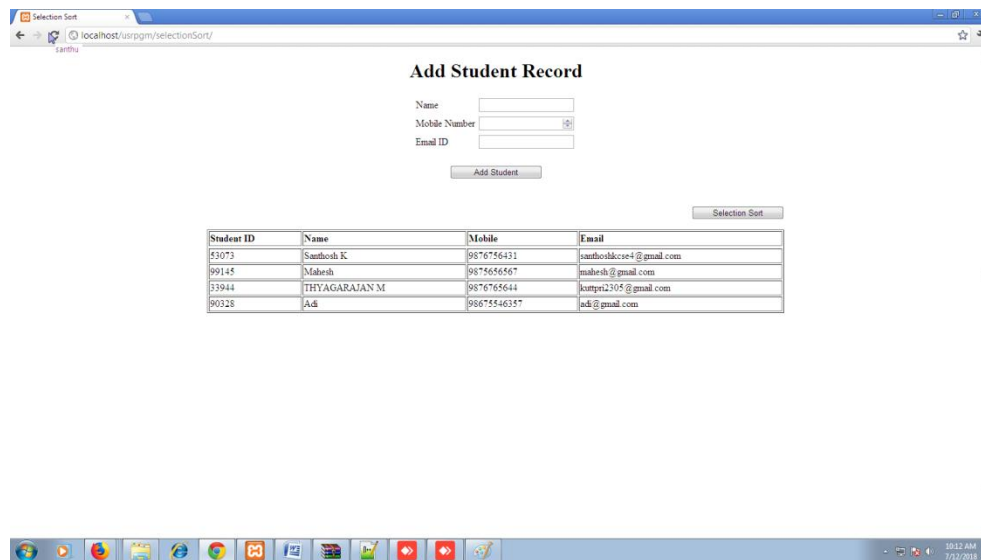 Selection Sort
localhost/usrpgm/selectionSort/
santhu
Add Student Record
Name
Mobile Number
Email ID
Add Student
Selection Sort
Student ID Name Mobile Email
53073 Santhosh K 9876756431 santhoshkcse4@gmail.com
99145 Mahesh 9875656567 mahesh@gmail.com
33944 THYAGARAJAN M 9876765644 kuttpri2305@gmail.com
90328 Adi 98675546357 adi@gmail.com
10:12 AM
7/12/2018